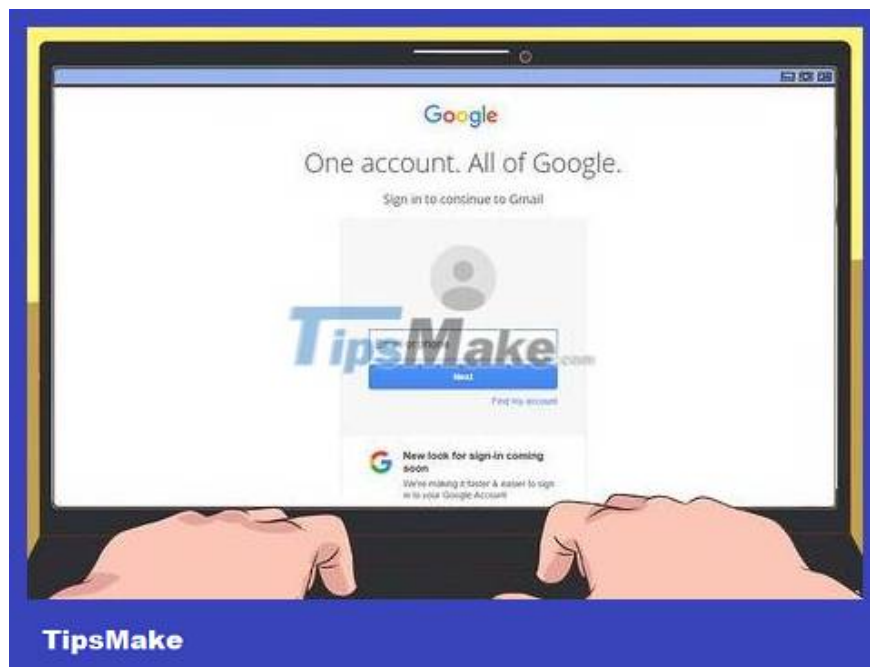 Google
One account. All of Google.
Sign in to continue to Gmail
TipsMake.com
Next
Find my account
New look for sign-in coming
soon
We're making it faster & easier to sign
in to your Google Account
TipsMake